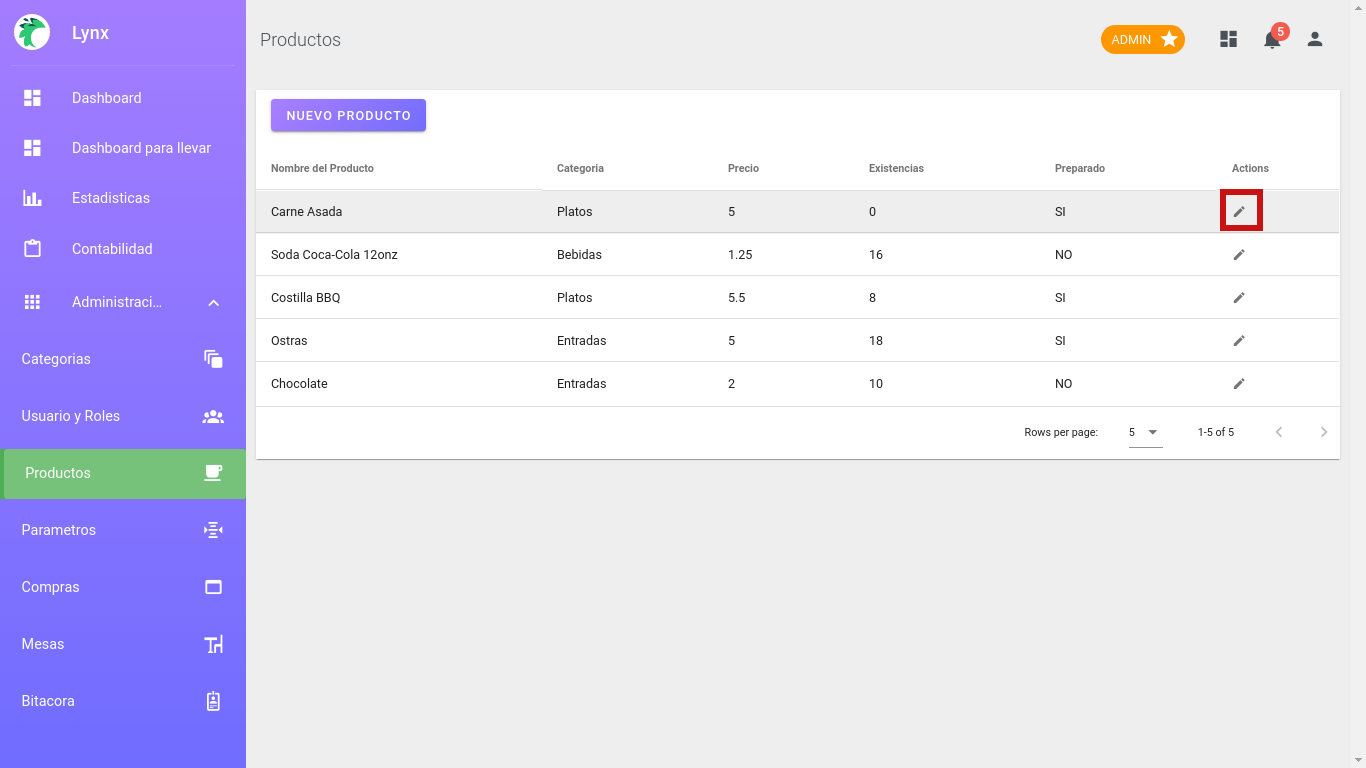 Lynx
Dashboard
Dashboard para llevar
Estadisticas
Contabilidad
Administraci...
Categorias
Usuario y Roles
Productos
Parametros
Compras
Mesas
Bitacora
Productos
ADMIN
5
NUEVO PRODUCTO
Nombre del Producto Categoria Precio Existencias Preparado Actions
Carne Asada Platos 5 0 SI
Soda Coca-Cola 12onz Bebidas 1.25 16 NO
Costilla BBQ Platos 5.5 8 SI
Ostras Entradas 5 18 SI
Chocolate Entradas 2 10 NO
Rows per page: 5 1-5 of 5